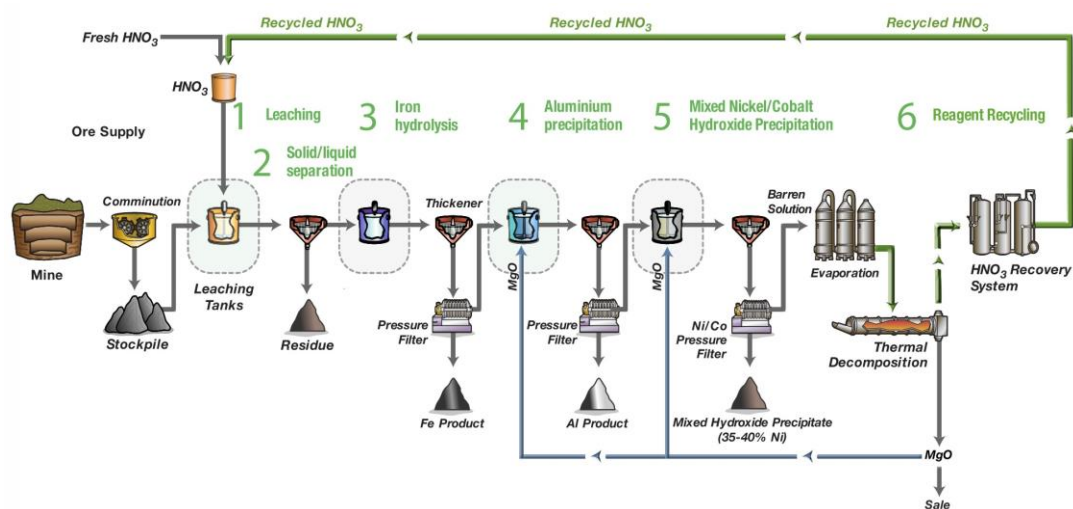 Recycled HNO3
Recycled HNO3
Recycled HNO3
Fresh HNO3
HNO3
1 Leaching
2 Solid/liquid
separation
3 Iron
hydrolysis
4 Aluminium
precipitation
5 Mixed Nickel/Cobalt
Hydroxide Precipitation
6 Reagent Recycling
Ore Supply
Comminution
Thickener
Barren
Solution
Mine
Leaching
Tanks
MgO
MgO
Evaporation
HNO3 Recovery
System
Stockpile
Residue
Pressure
Filter
Pressure
Filter
Ni/Co
Pressure
Filter
Thermal
Decomposition
Fe Product
Al Product
Mixed Hydroxide Precipitate
(35-40% Ni)
MgO
Sale